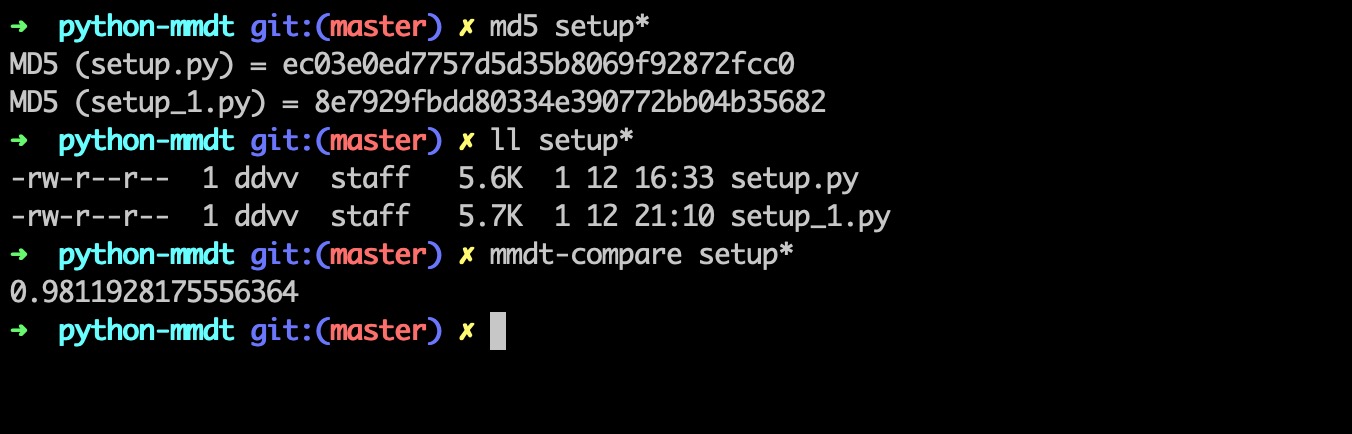 ➜  python-mmdt git:(master) ✗ md5 setup*
MD5 (setup.py) = ec03e0ed7757d5d35b8069f92872fcc0
MD5 (setup_1.py) = 8e7929fbdd80334e390772bb04b35682
➜  python-mmdt git:(master) ✗ ll setup*
-rw-r--r--  1 ddvv  staff   5.6K  1 12 16:33 setup.py
-rw-r--r--  1 ddvv  staff   5.7K  1 12 21:10 setup_1.py
➜  python-mmdt git:(master) ✗ mmdt-compare setup*
0.9811928175556364
➜  python-mmdt git:(master) ✗